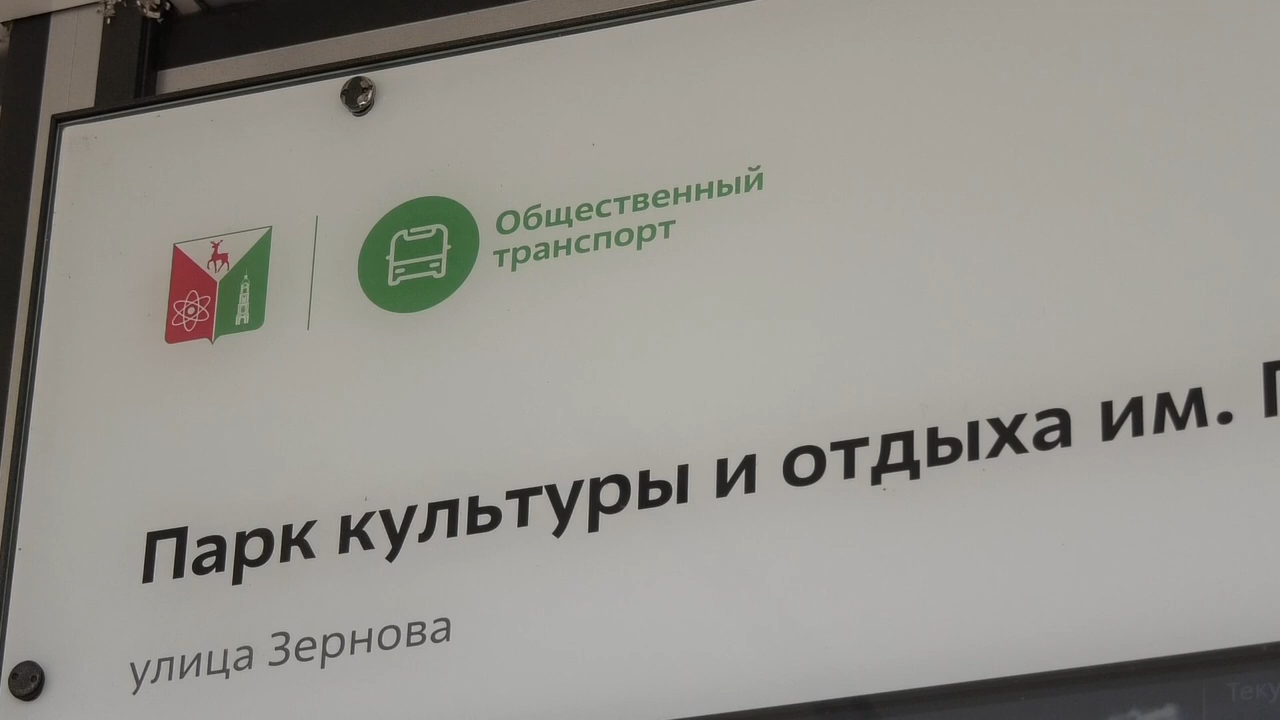 Общественный
транспорт
Парк культуры и отдыха им.
улица Зернова